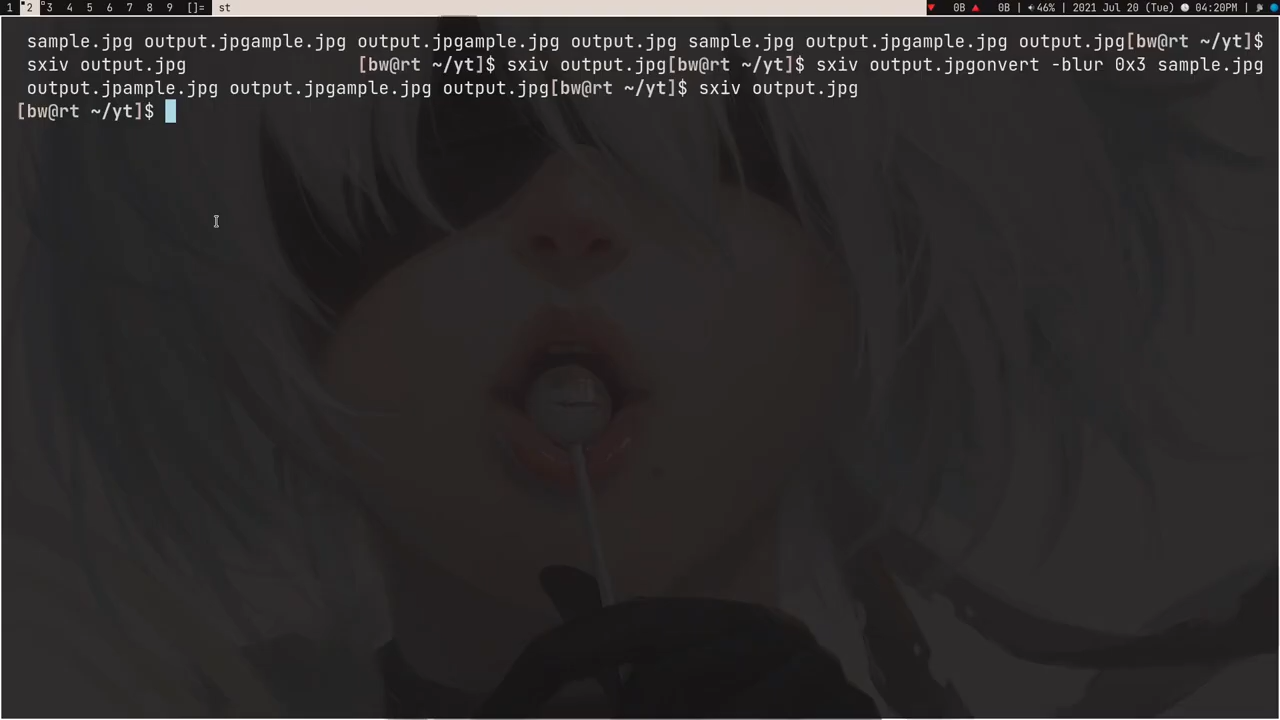 1 2 3 4 5 6 7 8 9 []= st 0B 0B | 46% | 2021 Jul 20 (Tue) 04:20PM |
sample.jpg output.jpgample.jpg output.jpgample.jpg output.jpg sample.jpg output.jpgample.jpg output.jpg[bw@rt ~/yt]$
sxiv output.jpg [bw@rt ~/yt]$ sxiv output.jpg[bw@rt ~/yt]$ sxiv output.jpgonvert -blur 0x3 sample.jpg
output.jpample.jpg output.jpgample.jpg output.jpg[bw@rt ~/yt]$ sxiv output.jpg
[bw@rt ~/yt]$